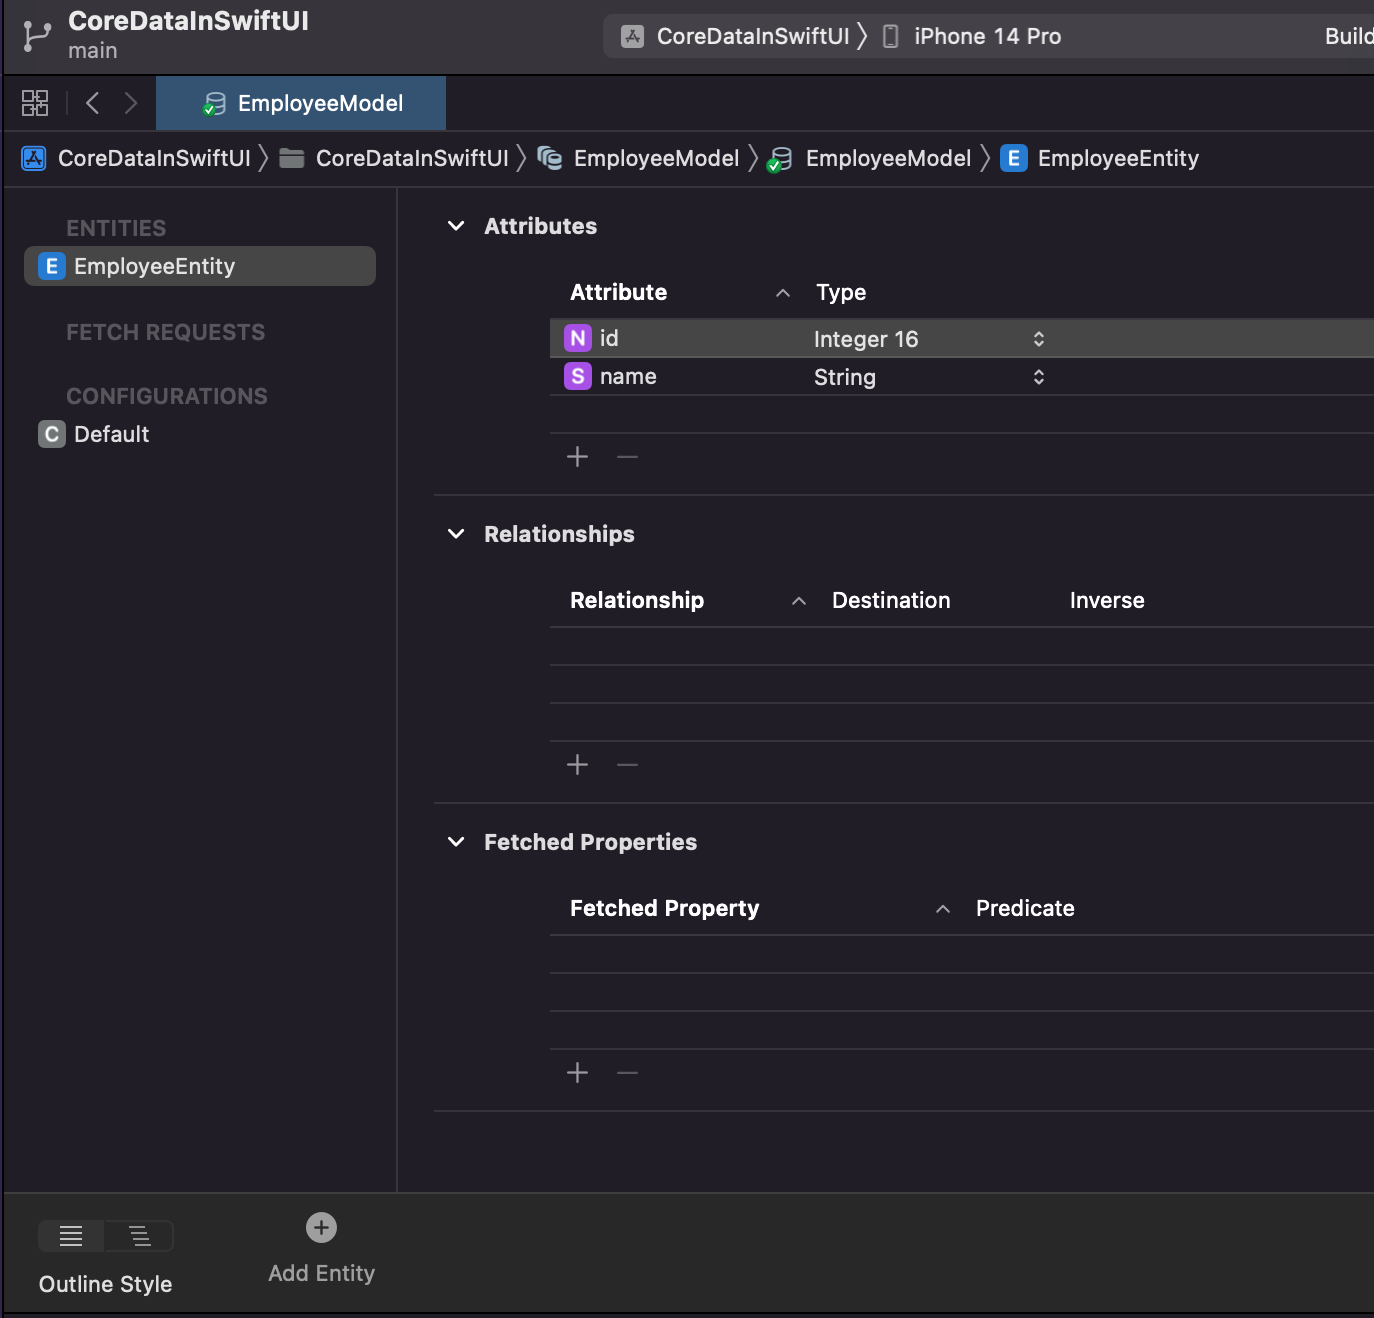 CoreDataInSwiftUI
main
CoreDataInSwiftUI iPhone 14 Pro Build
EmployeeModel
CoreDataInSwiftUI CoreDataInSwiftUI EmployeeModel EmployeeModel E EmployeeEntity
ENTITIES
E EmployeeEntity
FETCH REQUESTS
CONFIGURATIONS
C Default
Attributes
Attribute Type
N id Integer 16
S name String
Relationships
Relationship Destination Inverse
Fetched Properties
Fetched Property Predicate
Outline Style
Add Entity